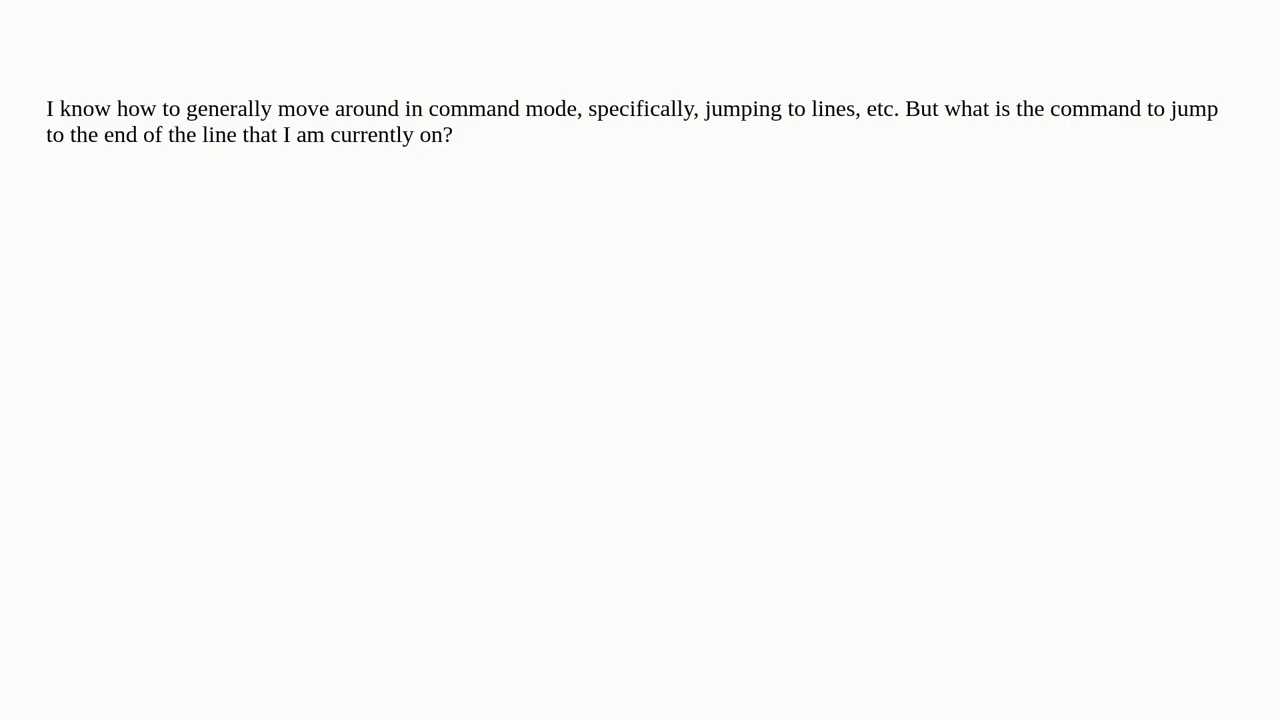 I know how to generally move around in command mode, specifically, jumping to lines, etc. But what is the command to jump
to the end of the line that I am currently on?